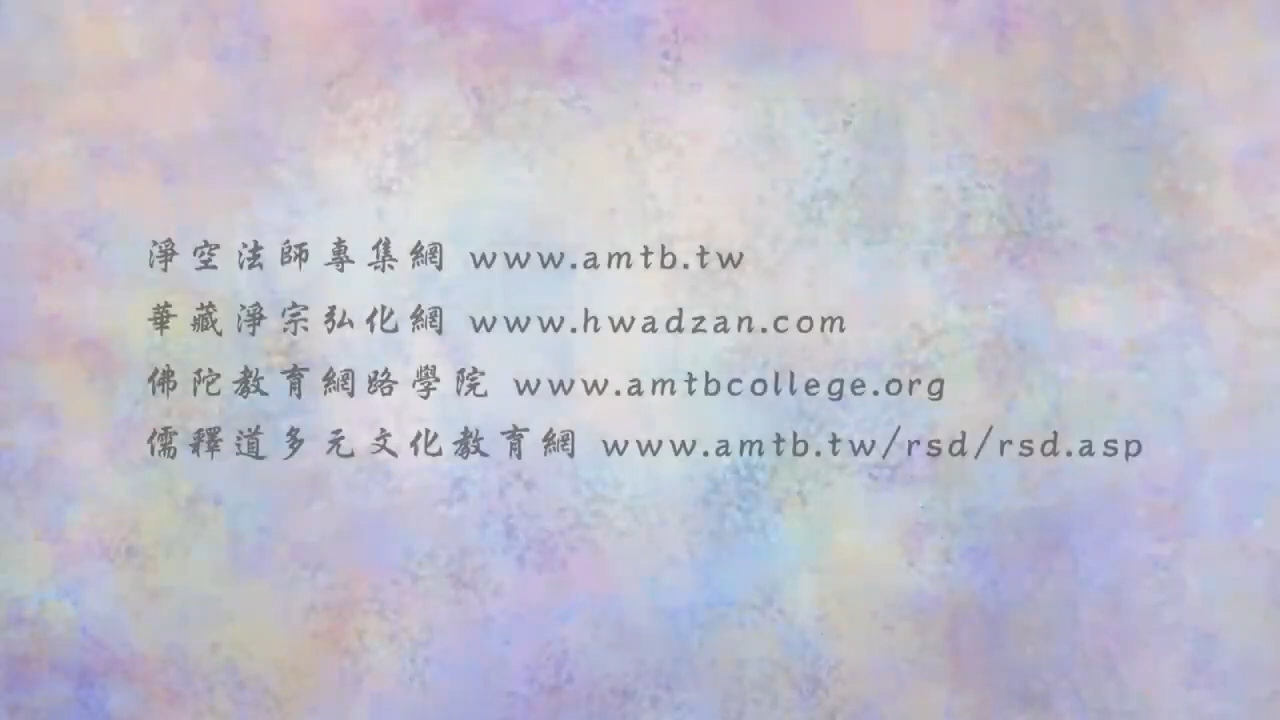 淨空法師專集網 www.amtb.tw
華藏淨宗弘化網 www.hwadzan.com
佛陀教育網路學院 www.amtbcollege.org
儒釋道多元文化教育網 www.amtb.tw/rsd/rsd.asp